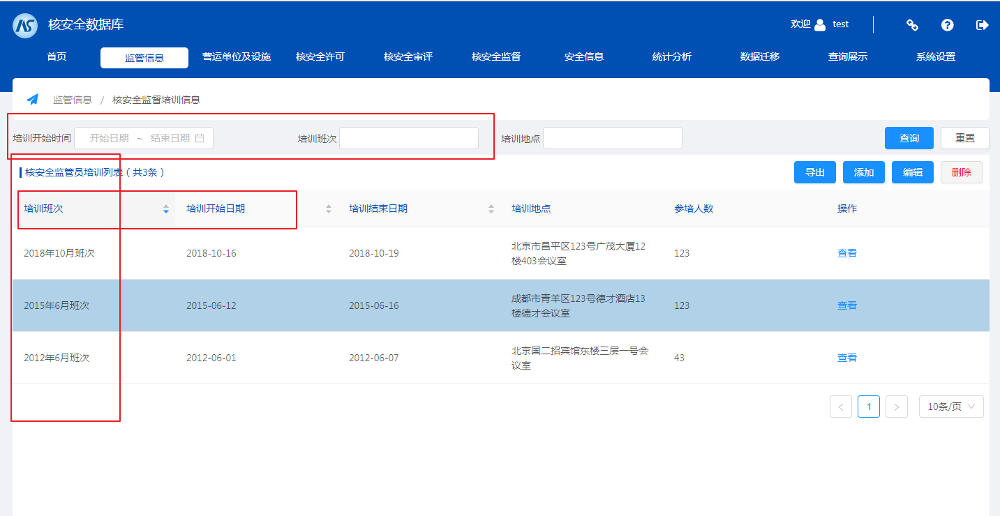 核安全数据库
欢迎 test
首页 监管信息 营运单位及设施 核安全许可 核安全审评 核安全监督 安全信息 统计分析 数据迁移 查询展示 系统设置
监管信息 / 核安全监督培训信息
培训开始时间 开始日期 ~ 结束日期 培训班次 培训地点 查询 重置
核安全监管员培训列表 ( 共3条 ) 导出 添加 编辑 删除
培训班次 培训开始日期 培训结束日期 培训地点 参培人数 操作
2018年10月班次 2018-10-16 2018-10-19 北京市昌平区123号广茂大厦12 123 查看
楼403会议室
2015年6月班次 2015-06-12 2015-06-16 成都市青羊区123号德才酒店13 123 查看
楼德才会议室
2012年6月班次 2012-06-01 2012-06-07 北京国二招宾馆东楼三层一号会 43 查看
议室
< 1 > 10条/页